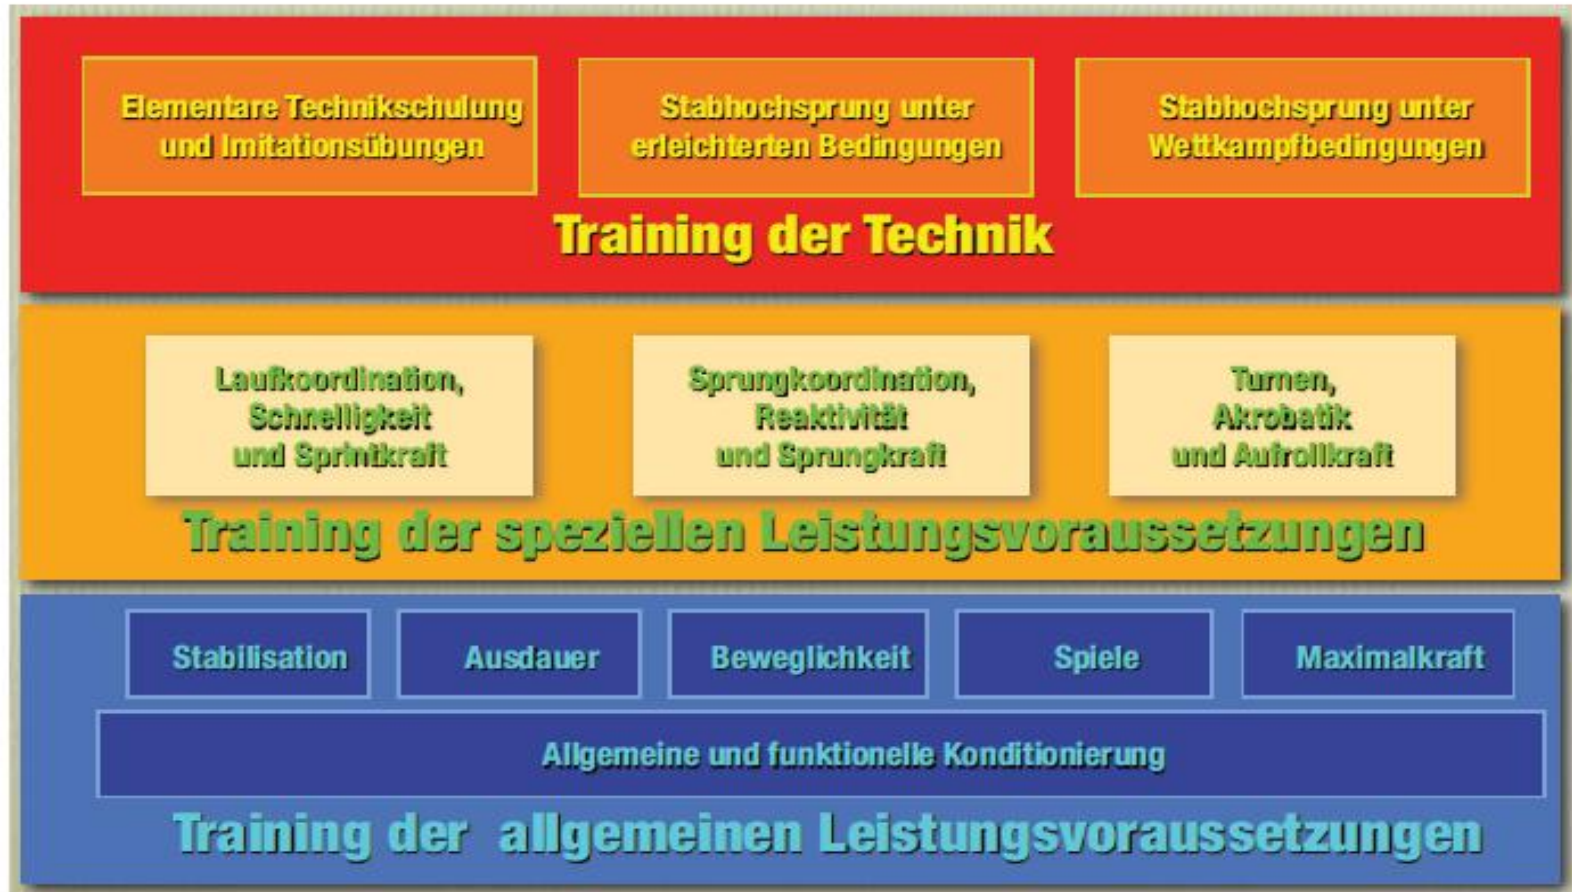 Elementare Technikschulung
und Imitationsübungen
Stabhochsprung unter
erleichterten Bedingungen
Stabhochsprung unter
Wettkampfbedingungen
Training der Technik
Laufkoordination,
Schnelligkeit
und Sprintkraft
Sprungkoordination,
Reaktivität
und Sprungkraft
Turnen,
Akrobatik
und Aufrollkraft
Training der speziellen Leistungsvoraussetzungen
Stabilisation
Ausdauer
Beweglichkeit
Spiele
Maximalkraft
Allgemeine und funktionelle Konditionierung
Training der allgemeinen Leistungsvoraussetzungen